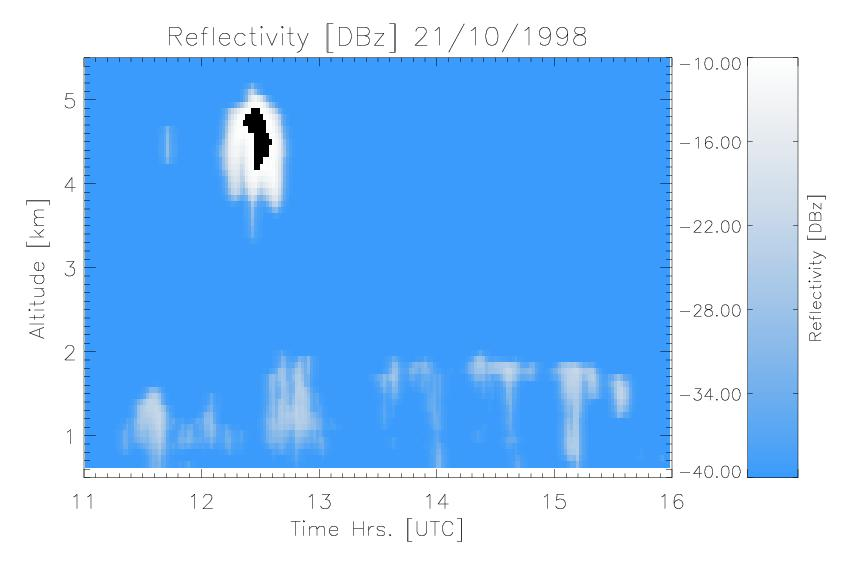 Reflectivity [DBz] 21/10/1998
5
4
3
2
1
Altitude [km]
11 12 13 14 15 16
Time Hrs. [UTC]
-10.00
-16.00
-22.00
-28.00
-34.00
-40.00
Reflectivity [DBz]